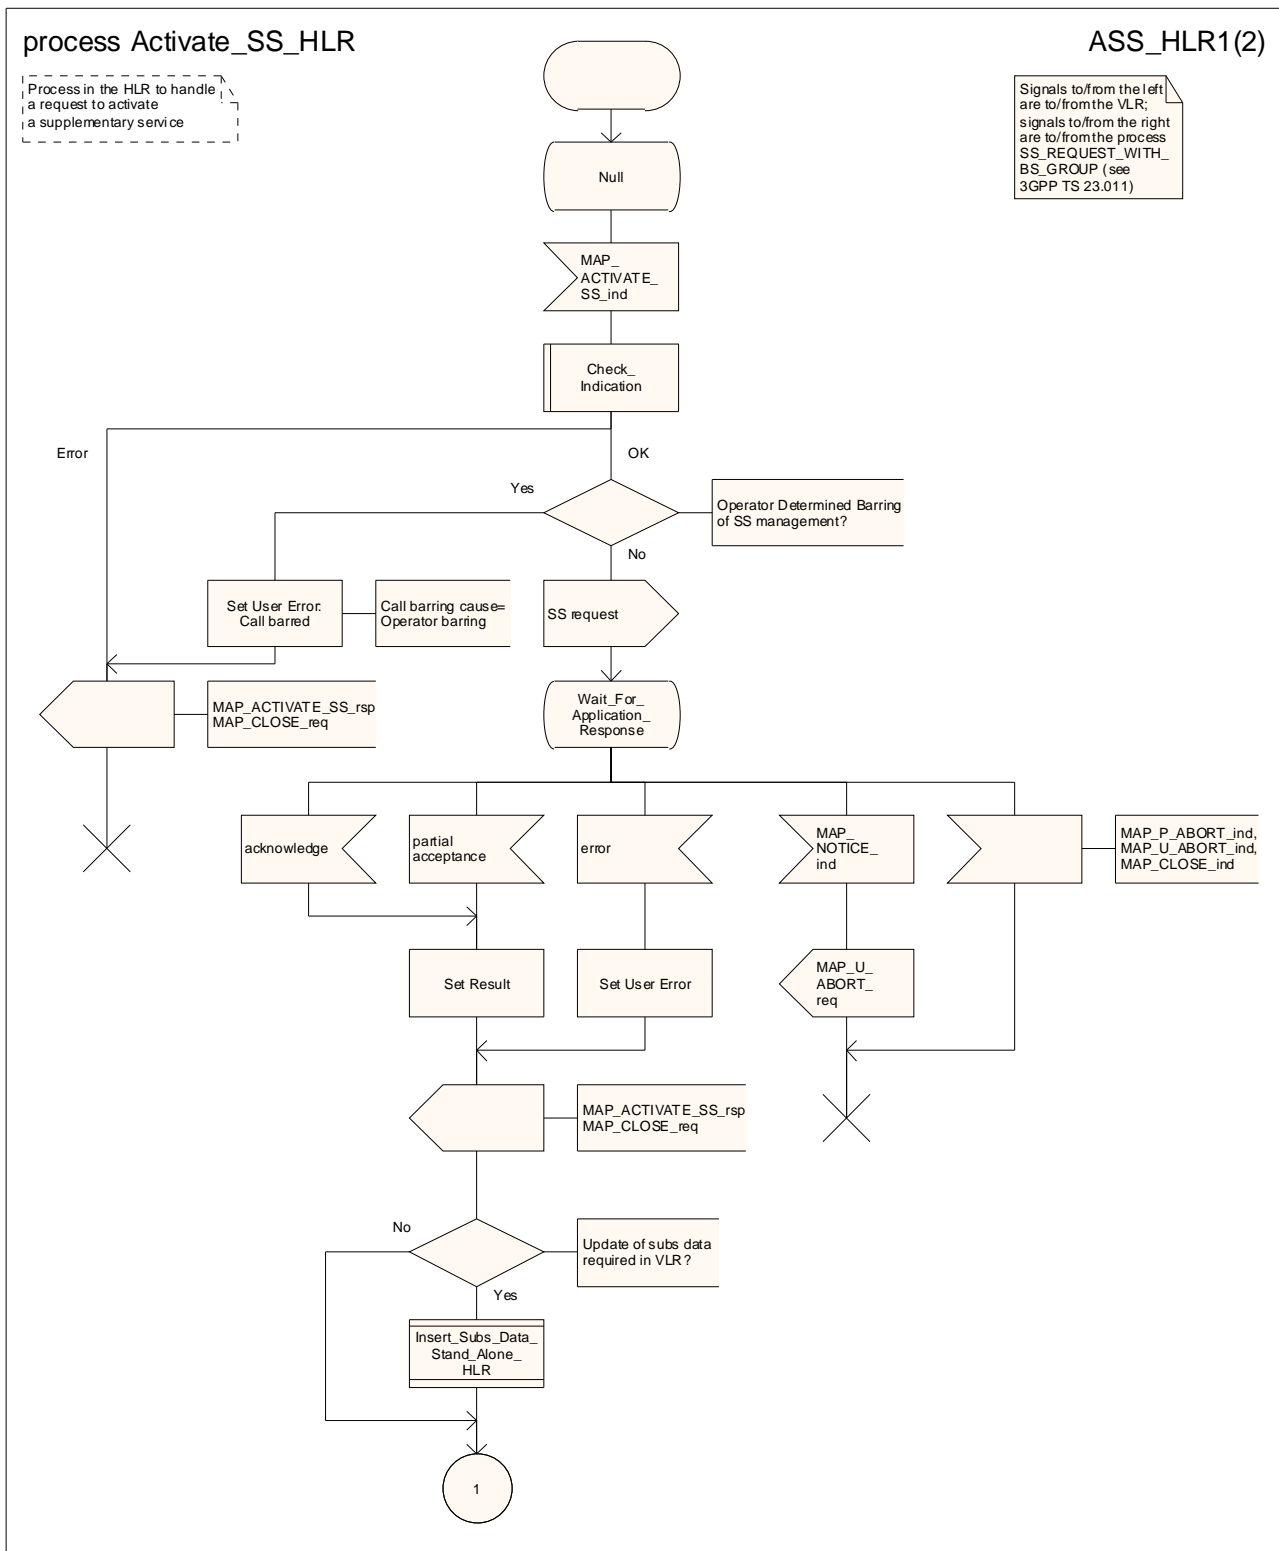 process Activate_SS_HLR
ASS_HLR1(2)
Process in the HLR to handle
a request to activate
a supplementary service
Signals to/from the left
are to/from the VLR;
signals to/from the right
are to/from the process
SS_REQUEST_WITH_
BS_GROUP (see
3GPP TS 23.011)
Null
MAP_
ACTIVATE_
SS_ind
Check_
Indication
Error
OK
Yes
Operator Determined Barring
of SS management?
No
Set User Error:
Call barred
Call barring cause=
Operator barring
SS request
MAP_ACTIVATE_SS_rsp
MAP_CLOSE_req
Wait_For_
Application_
Response
acknowledge
partial
acceptance
error
MAP_
NOTICE_
ind
MAP_P_ABORT_ind,
MAP_U_ABORT_ind,
MAP_CLOSE_ind
Set Result
Set User Error
MAP_U_
ABORT_
req
MAP_ACTIVATE_SS_rsp
MAP_CLOSE_req
No
Update of subs data
required in VLR?
Yes
Insert_Subs_Data_
Stand_Alone_
HLR
1